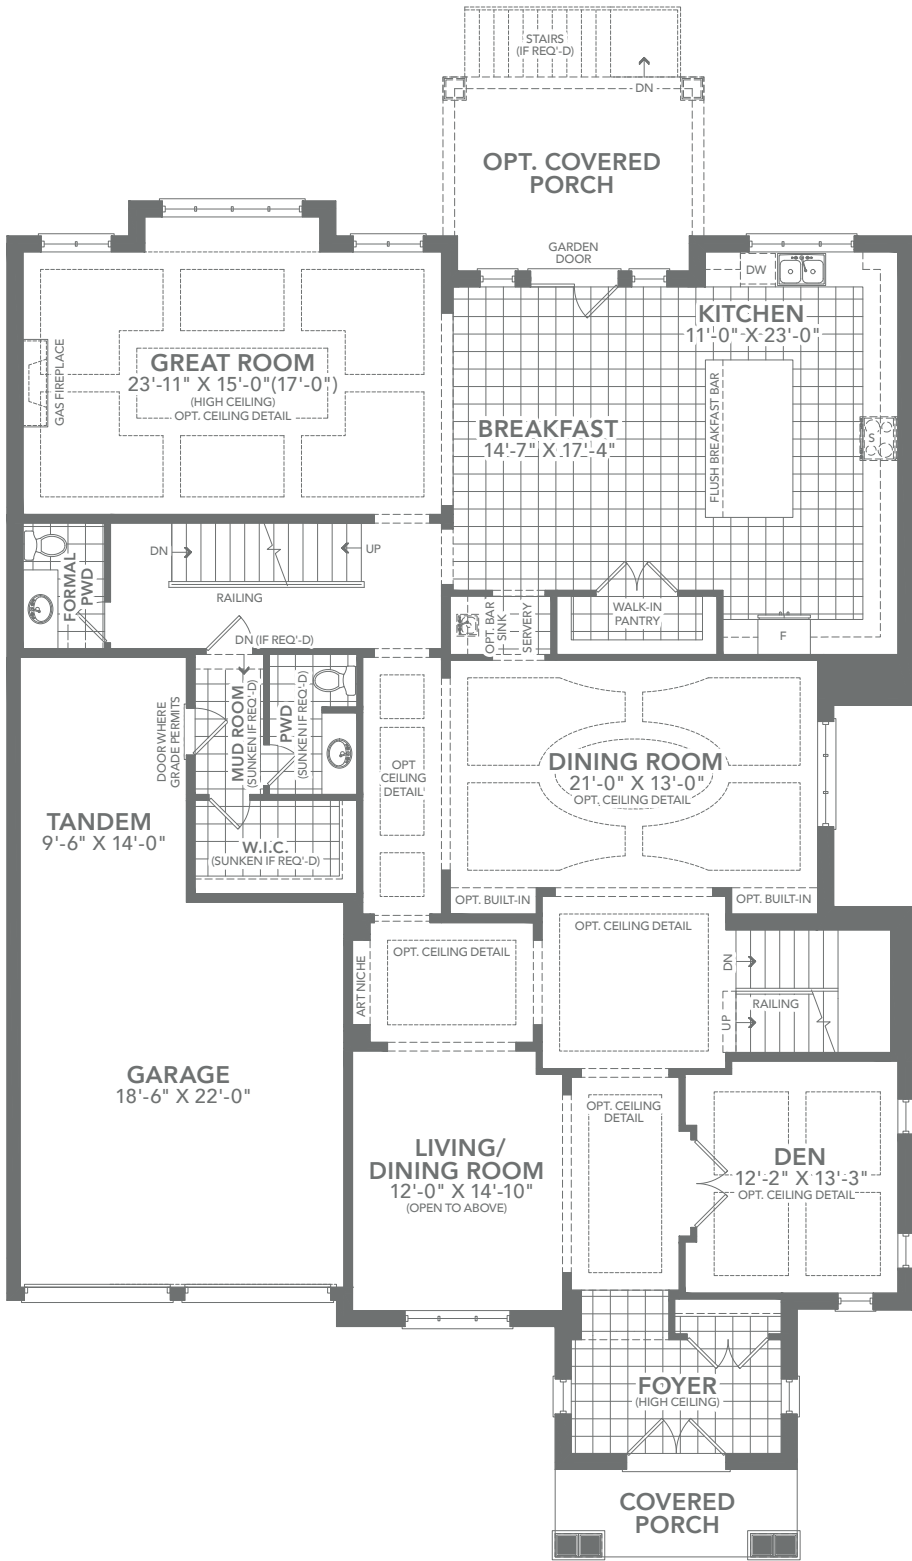 STAIRS
(IF REQ'-D)
DN
OPT. COVERED
PORCH
GARDEN
DOOR
DW
KITCHEN
11'-0" X 23'-0"
GREAT ROOM
23'-11" X 15'-0"(17'-0")
(HIGH CEILING)
OPT. CEILING DETAIL
GAS FIREPLACE
BREAKFAST
14'-7" X 17'-4"
FLUSH BREAKFAST BAR
S
DN
UP
RAILING
FORMAL
PWD
DN (IF REQ'-D)
OPT. BAR
SINK
SERVERY
WALK-IN
PANTRY
F
DOOR WHERE
GRADE PERMITS
MUD ROOM
(SUNKEN IF REQ'-D)
PWD
(SUNKEN IF REQ'-D)
OPT
CEILING
DETAIL
DINING ROOM
21'-0" X 13'-0"
OPT. CEILING DETAIL
TANDEM
9'-6" X 14'-0"
W.I.C.
(SUNKEN IF REQ'-D)
OPT. BUILT-IN
OPT. BUILT-IN
ART NICHE
OPT. CEILING DETAIL
OPT. CEILING DETAIL
DN
RAILING
UP
GARAGE
18'-6" X 22'-0"
LIVING/
DINING ROOM
12'-0" X 14'-10"
(OPEN TO ABOVE)
OPT. CEILING
DETAIL
DEN
12'-2" X 13'-3"
OPT. CEILING DETAIL
FOYER
(HIGH CEILING)
COVERED
PORCH